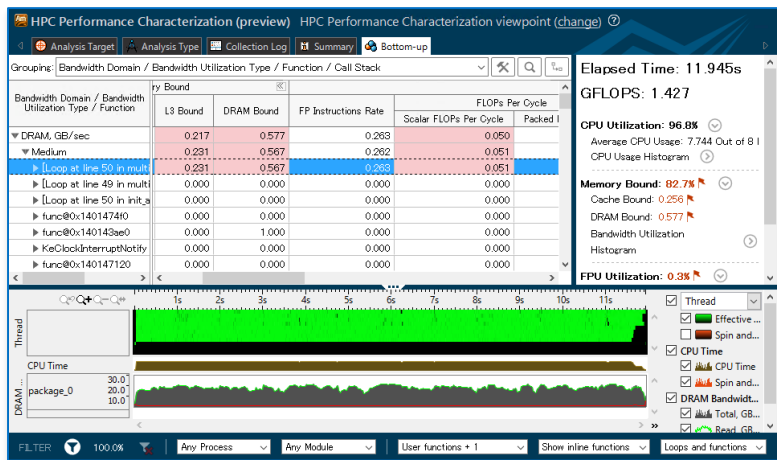 HPC Performance Characterization (preview) HPC Performance Characterization viewpoint (change) ?
Analysis Target Analysis Type Collection Log Summary Bottom-up
Grouping: Bandwidth Domain / Bandwidth Utilization Type / Function / Call Stack
Bandwidth Domain / Bandwidth
Utilization Type / Function
ry Bound
L3 Bound DRAM Bound FP Instructions Rate
FLOPs Per Cycle
Scalar FLOPs Per Cycle Packed
DRAM, GB/sec 0.217 0.577 0.263 0.050
Medium 0.231 0.567 0.262 0.051
[Loop at line 50 in multi 0.231 0.567 0.263 0.051
[Loop at line 49 in multi 0.000 0.000 0.000 0.000
[Loop at line 50 in init_a 0.000 0.000 0.000 0.000
func@0x1401474f0 0.000 0.000 0.000 0.000
func@0x140143ae0 0.000 1.000 0.000 0.000
KeClockInterruptNotify 0.000 0.000 0.000 0.000
func@0x140147120 0.000 0.000 0.000 0.000
Elapsed Time: 11.945s
GFLOPS: 1.427
CPU Utilization: 96.8%
Average CPU Usage: 7.744 Out of 8 l
CPU Usage Histogram
Memory Bound: 82.7%
Cache Bound: 0.256
DRAM Bound: 0.577
Bandwidth Utilization
Histogram
FPU Utilization: 0.3%
1s 2s 3s 4s 5s 6s 7s 8s 9s 10s 11s
Thread
CPU Time
DRAM ...
package_0
30.0
20.0
10.0
Thread
Effective ...
Spin and...
CPU Time
CPU Time
Spin and...
DRAM Bandwidt...
Total, GB...
Read, GB...
FILTER 100.0% Any Process Any Module User functions + 1 Show inline functions Loops and functions